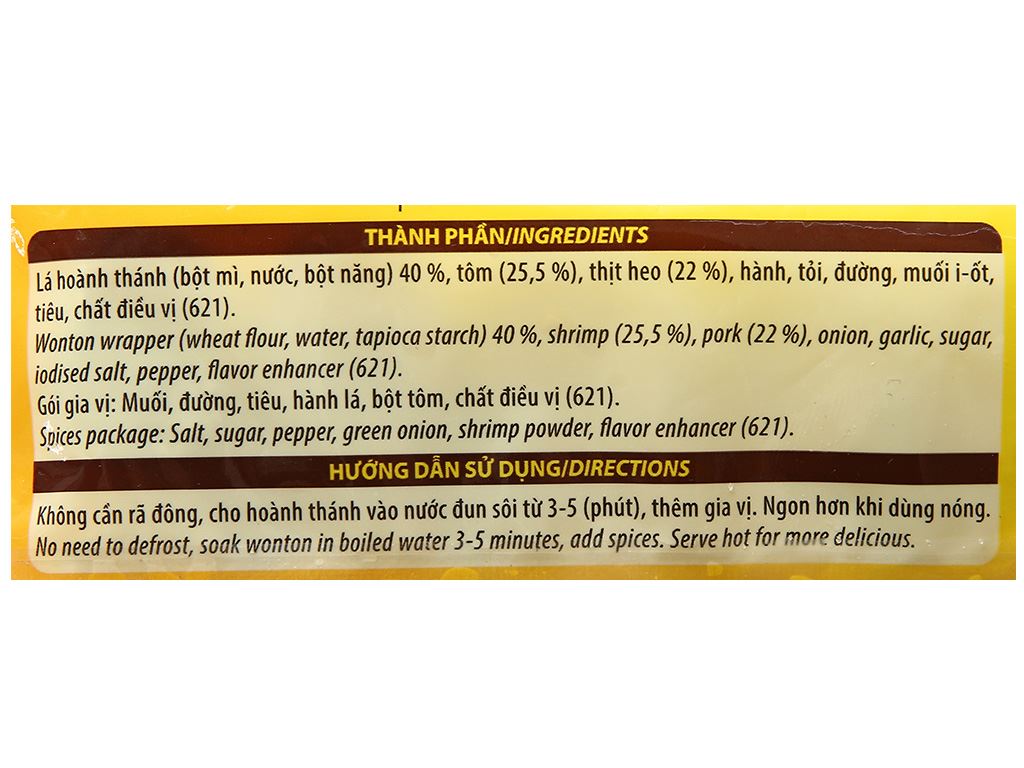 THÀNH PHẦN/INGREDIENTS
Lá hoành thánh (bột mì, nước, bột năng) 40 %, tôm (25,5 %), thịt heo (22 %), hành, tỏi, đường, muối i-ốt,
tiêu, chất điều vị (621).
Wonton wrapper (wheat flour, water, tapioca starch) 40 %, shrimp (25,5 %), pork (22 %), onion, garlic, sugar,
iodised salt, pepper, flavor enhancer (621).
Gói gia vị: Muối, đường, tiêu, hành lá, bột tôm, chất điều vị (621).
Spices package: Salt, sugar, pepper, green onion, shrimp powder, flavor enhancer (621).
HƯỚNG DẪN SỬ DỤNG/DIRECTIONS
Không cần rã đông, cho hoành thánh vào nước đun sôi từ 3-5 (phút), thêm gia vị. Ngon hơn khi dùng nóng.
No need to defrost, soak wonton in boiled water 3-5 minutes, add spices. Serve hot for more delicious.